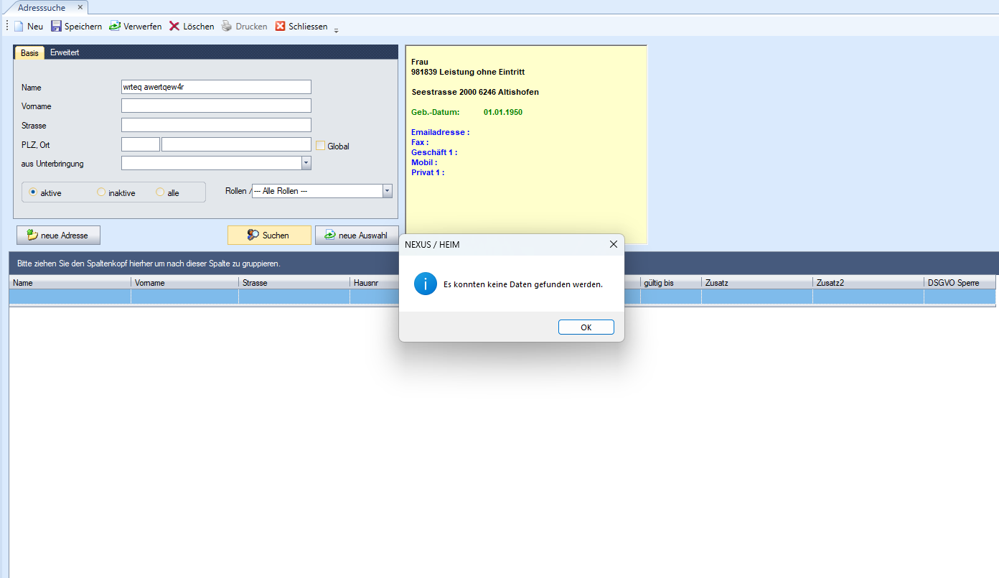 Adresssuche
Neu Speichern Verwerfen Löschen Drucken Schliessen
Basis Erweitert
Name wrteq awertqew4r
Vorname
Strasse
PLZ, Ort Global
aus Unterbringung
aktive inaktive alle Rollen / --- Alle Rollen ---
neue Adresse Suchen neue Auswahl
Frau
981839 Leistung ohne Eintritt
Seestrasse 2000 6246 Altishofen
Geb.-Datum: 01.01.1950
Emailadresse :
Fax :
Geschäft 1 :
Mobil :
Privat 1 :
Bitte ziehen Sie den Spaltenkopf hierher um nach dieser Spalte zu gruppieren.
Name Vorname Strasse Hausnr gültig bis Zusatz Zusatz2 DSGVO Sperre
NEXUS / HEIM
Es konnten keine Daten gefunden werden.
OK